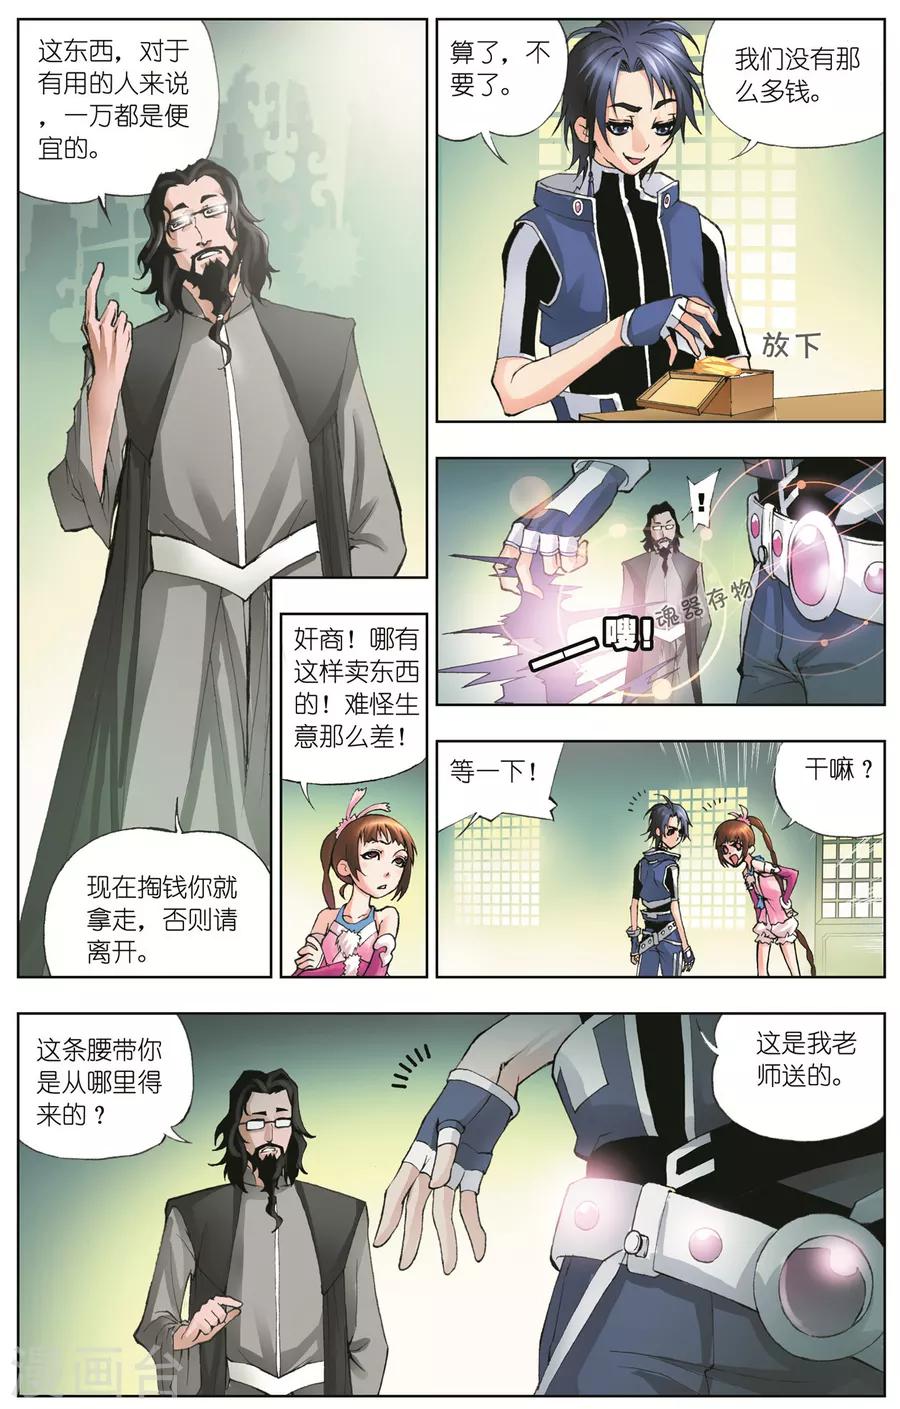 这东西，对于
有用的人来说
，一万都是便
宜的。
算了，不
要了。
我们没有那
么多钱。
放下
!
魂器存物
——嗖!
奸商！哪有
这样卖东西
的！难怪生
意那么差！
现在掏钱你就
拿走，否则请
离开。
等一下！
干嘛？
这条腰带你
是从哪里得
来的？
这是我老
师送的。
漫画台